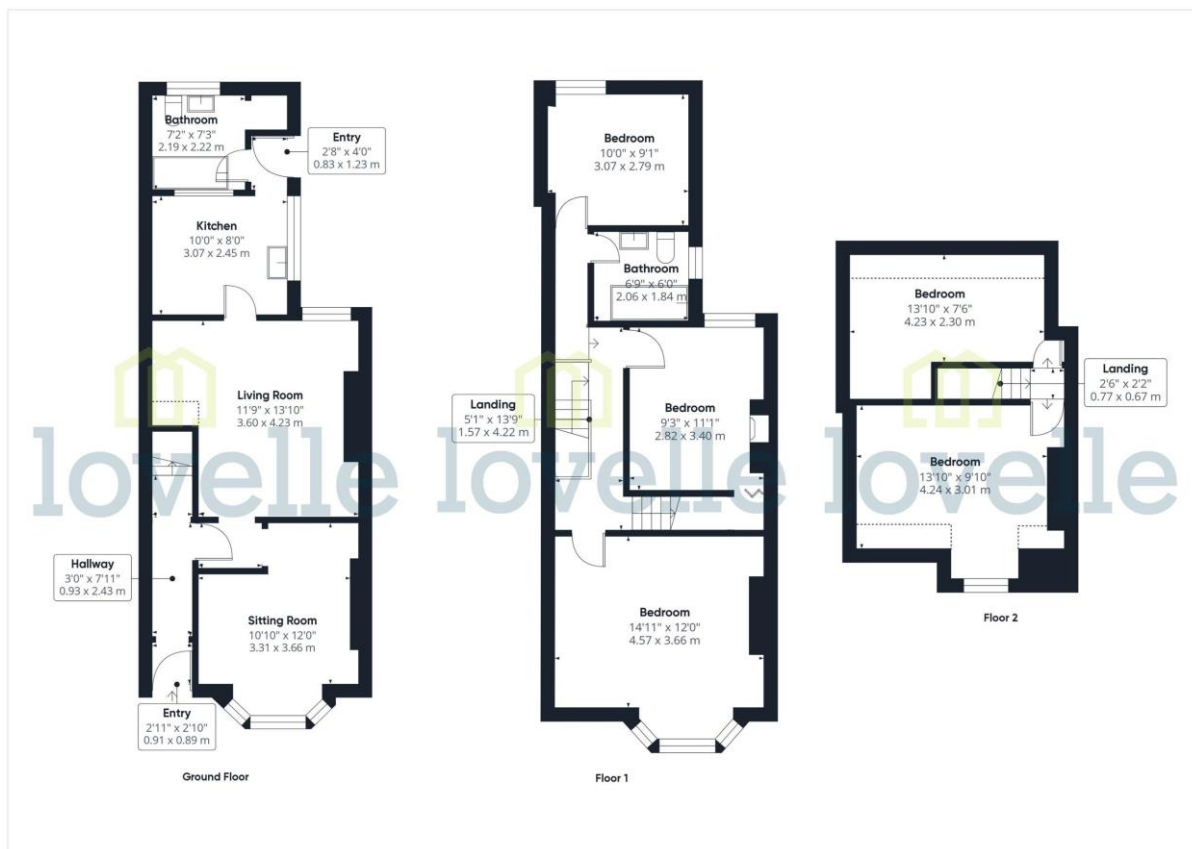 Bathroom
7'2" x 7'3"
2.19 x 2.22 m
Entry
2'8" x 4'0"
0.83 x 1.23 m
Kitchen
10'0" x 8'0"
3.07 x 2.45 m
Living Room
11'9" x 13'10"
3.60 x 4.23 m
lovelle
Hallway
3'0" x 7'11"
0.93 x 2.43 m
Sitting Room
10'10" x 12'0"
3.31 x 3.66 m
Entry
2'11" x 2'10"
0.91 x 0.89 m
Ground Floor
Bedroom
10'0" x 9'1"
3.07 x 2.79 m
Bathroom
6'9" x 6'0"
2.06 x 1.84 m
Landing
5'1" x 13'9"
1.57 x 4.22 m
Bedroom
9'3" x 11'1"
2.82 x 3.40 m
lovelle
Bedroom
14'11" x 12'0"
4.57 x 3.66 m
Floor 1
Bedroom
13'10" x 7'6"
4.23 x 2.30 m
Landing
2'6" x 2'2"
0.77 x 0.67 m
Bedroom
13'10" x 9'10"
4.24 x 3.01 m
lovelle
Floor 2